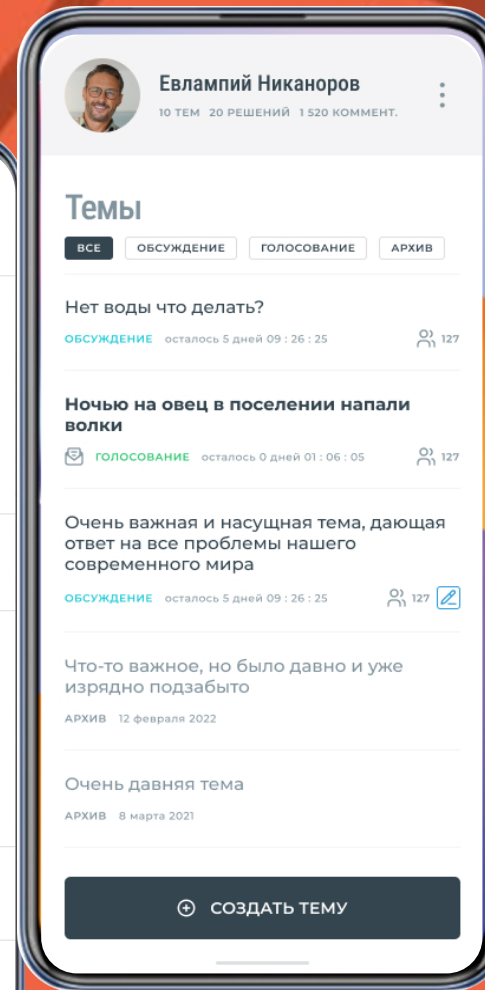 Евлампий Никаноров
10 ТЕМ 20 РЕШЕНИЙ 1 520 КОММЕНТ.
Темы
ВСЕ ОБСУЖДЕНИЕ ГОЛОСОВАНИЕ АРХИВ
Нет воды что делать?
ОБСУЖДЕНИЕ осталось 5 дней 09 : 26 : 25 127
Ночью на овец в поселении напали
волки
ГОЛОСОВАНИЕ осталось 0 дней 01 : 06 : 05 127
Очень важная и насущная тема, дающая
ответ на все проблемы нашего
современного мира
ОБСУЖДЕНИЕ осталось 5 дней 09 : 26 : 25 127
Что-то важное, но было давно и уже
изрядно подзабыто
АРХИВ 12 февраля 2022
Очень давняя тема
АРХИВ 8 марта 2021
СОЗДАТЬ ТЕМУ